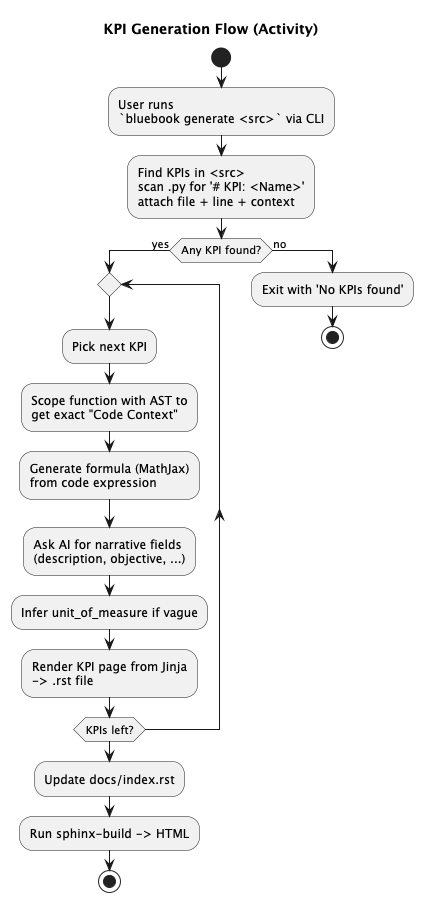 KPI Generation Flow (Activity)
User runs
`bluebook generate <src>` via CLI
Find KPIs in <src>
scan .py for '# KPI: <Name>'
attach file + line + context
yes
Any KPI found?
no
Exit with 'No KPIs found'
Pick next KPI
Scope function with AST to
get exact "Code Context"
Generate formula (MathJax)
from code expression
Ask AI for narrative fields
(description, objective, ...)
Infer unit_of_measure if vague
Render KPI page from Jinja
-> .rst file
KPIs left?
Update docs/index.rst
Run sphinx-build -> HTML